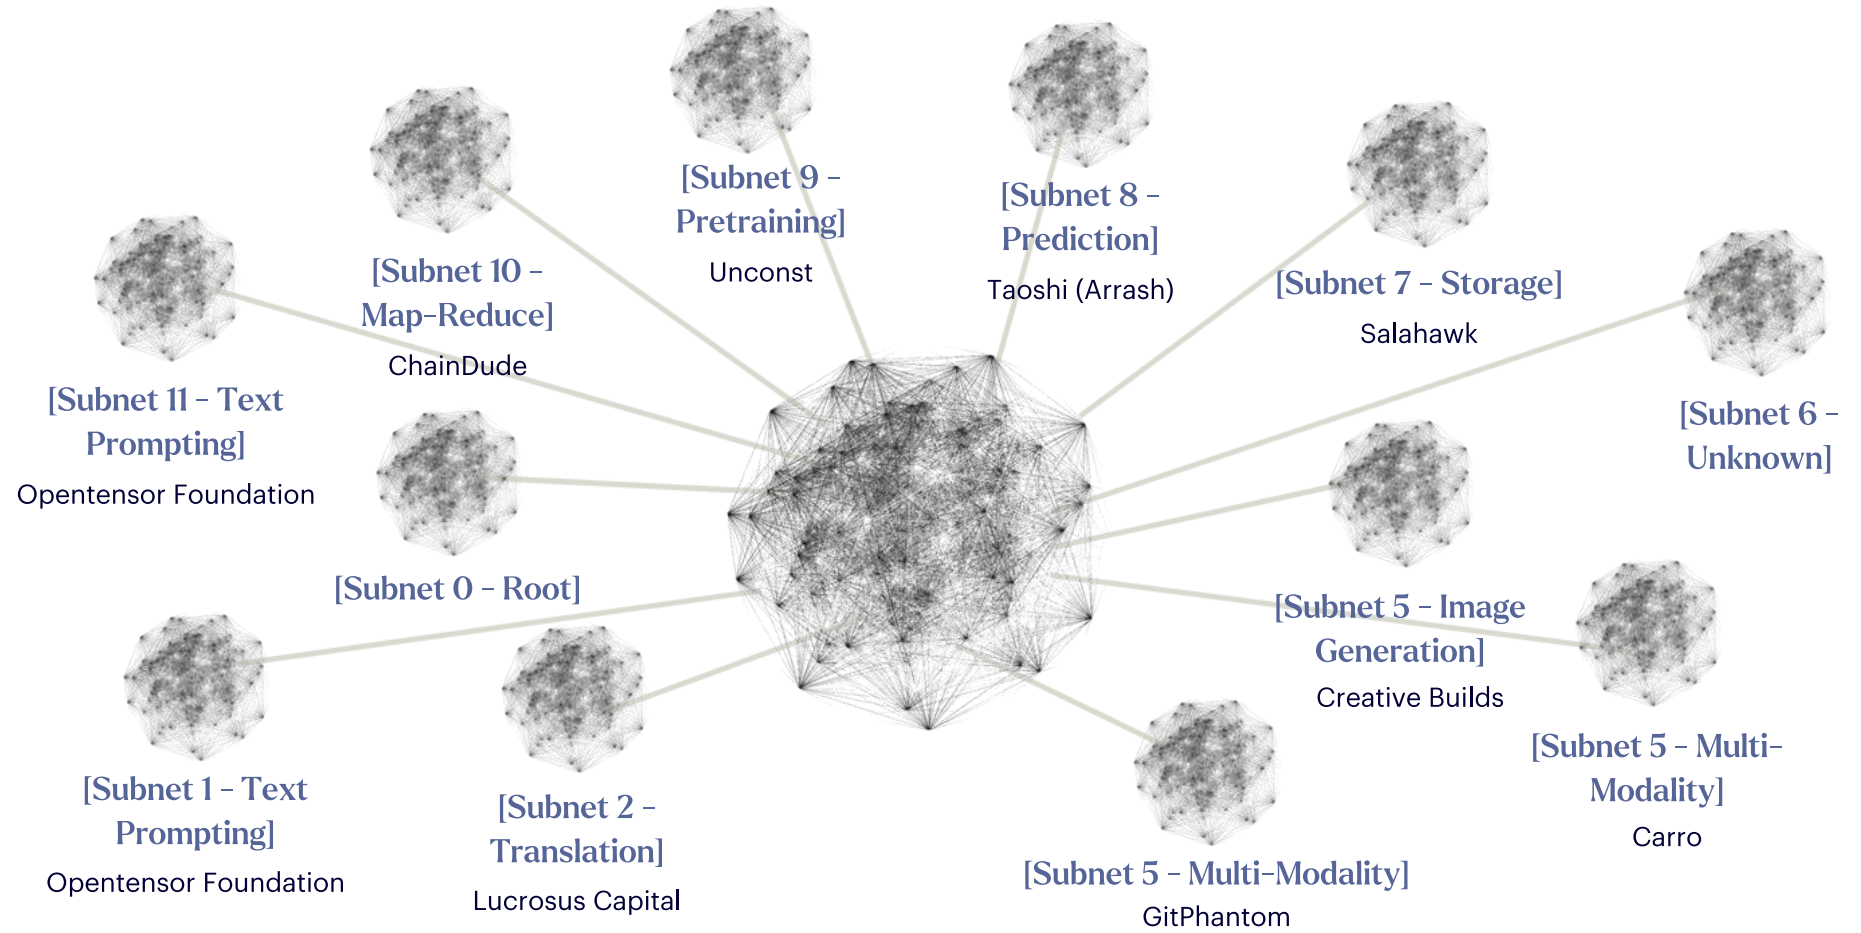 [Subnet 9 -
Pretraining]
Unconst
[Subnet 8 -
Prediction]
Taoshi (Arrash)
[Subnet 10 -
Map-Reduce]
ChainDude
[Subnet 7 - Storage]
Salahawk
[Subnet 11 - Text
Prompting]
Opentensor Foundation
[Subnet 6 -
Unknown]
[Subnet 0 - Root]
[Subnet 5 - Image
Generation]
Creative Builds
[Subnet 1 - Text
Prompting]
Opentensor Foundation
[Subnet 2 -
Translation]
Lucrosus Capital
[Subnet 5 - Multi-Modality]
GitPhantom
[Subnet 5 - Multi-
Modality]
Carro